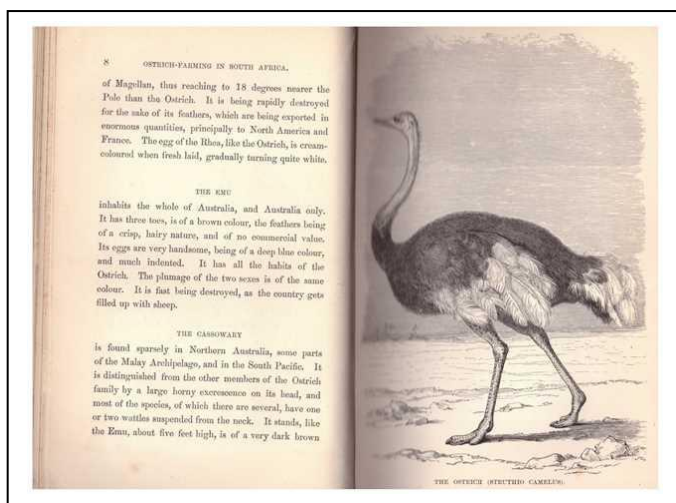 8 OSTRICH-FARMING IN SOUTH AFRICA.
of Magellan, thus reaching to 18 degrees nearer the
Pole than the Ostrich. It is being rapidly destroyed
for the sake of its feathers, which are being exported in
enormous quantities, principally to North America and
France. The egg of the Rhea, like the Ostrich, is cream-
coloured when fresh laid, gradually turning quite white.
THE EMU
inhabits the whole of Australia, and Australia only.
It has three toes, is of a brown colour, the feathers being
of a crisp, hairy nature, and of no commercial value.
Its eggs are very handsome, being of a deep blue colour,
and much indented. It has all the habits of the
Ostrich. The plumage of the two sexes is of the same
colour. It is fast being destroyed, as the country gets
filled up with sheep.
THE CASSOWARY
is found sparsely in Northern Australia, some parts
of the Malay Archipelago, and in the South Pacific. It
is distinguished from the other members of the Ostrich
family by a large horny excrescence on its head, and
most of the species, of which there are several, have one
or two wattles suspended from the neck. It stands, like
the Emu, about five feet high, is of a very dark brown
THE OSTRICH (STRUTHIO CAMELUS).